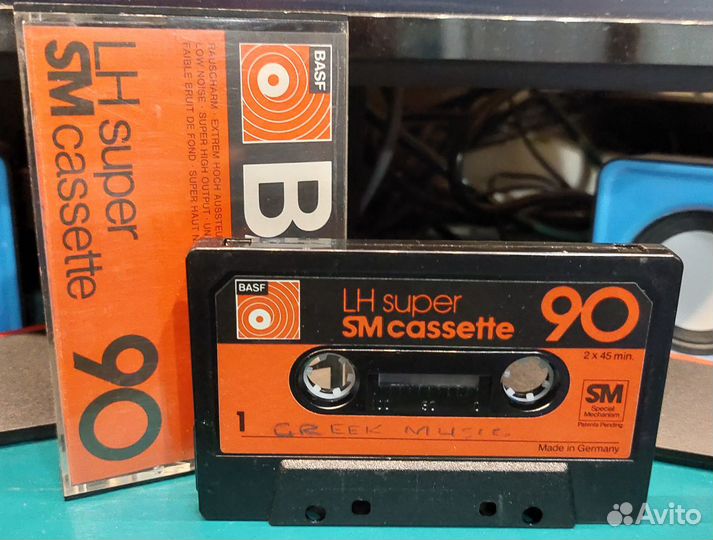 LH super
SM cassette
90
BASF
B
RAUSCHARM · EXTREM HOCH AUSSTEU
LOW NOISE · SUPER HIGH OUTPUT · UN
FAIBLE BRUIT DE FOND · SUPER HAUT N
BASF
LH super
SM cassette
90
2 x 45 min.
SM
Special
Mechanism
Patents Pending
1
GREEK MUSIC
Made in Germany
Avito